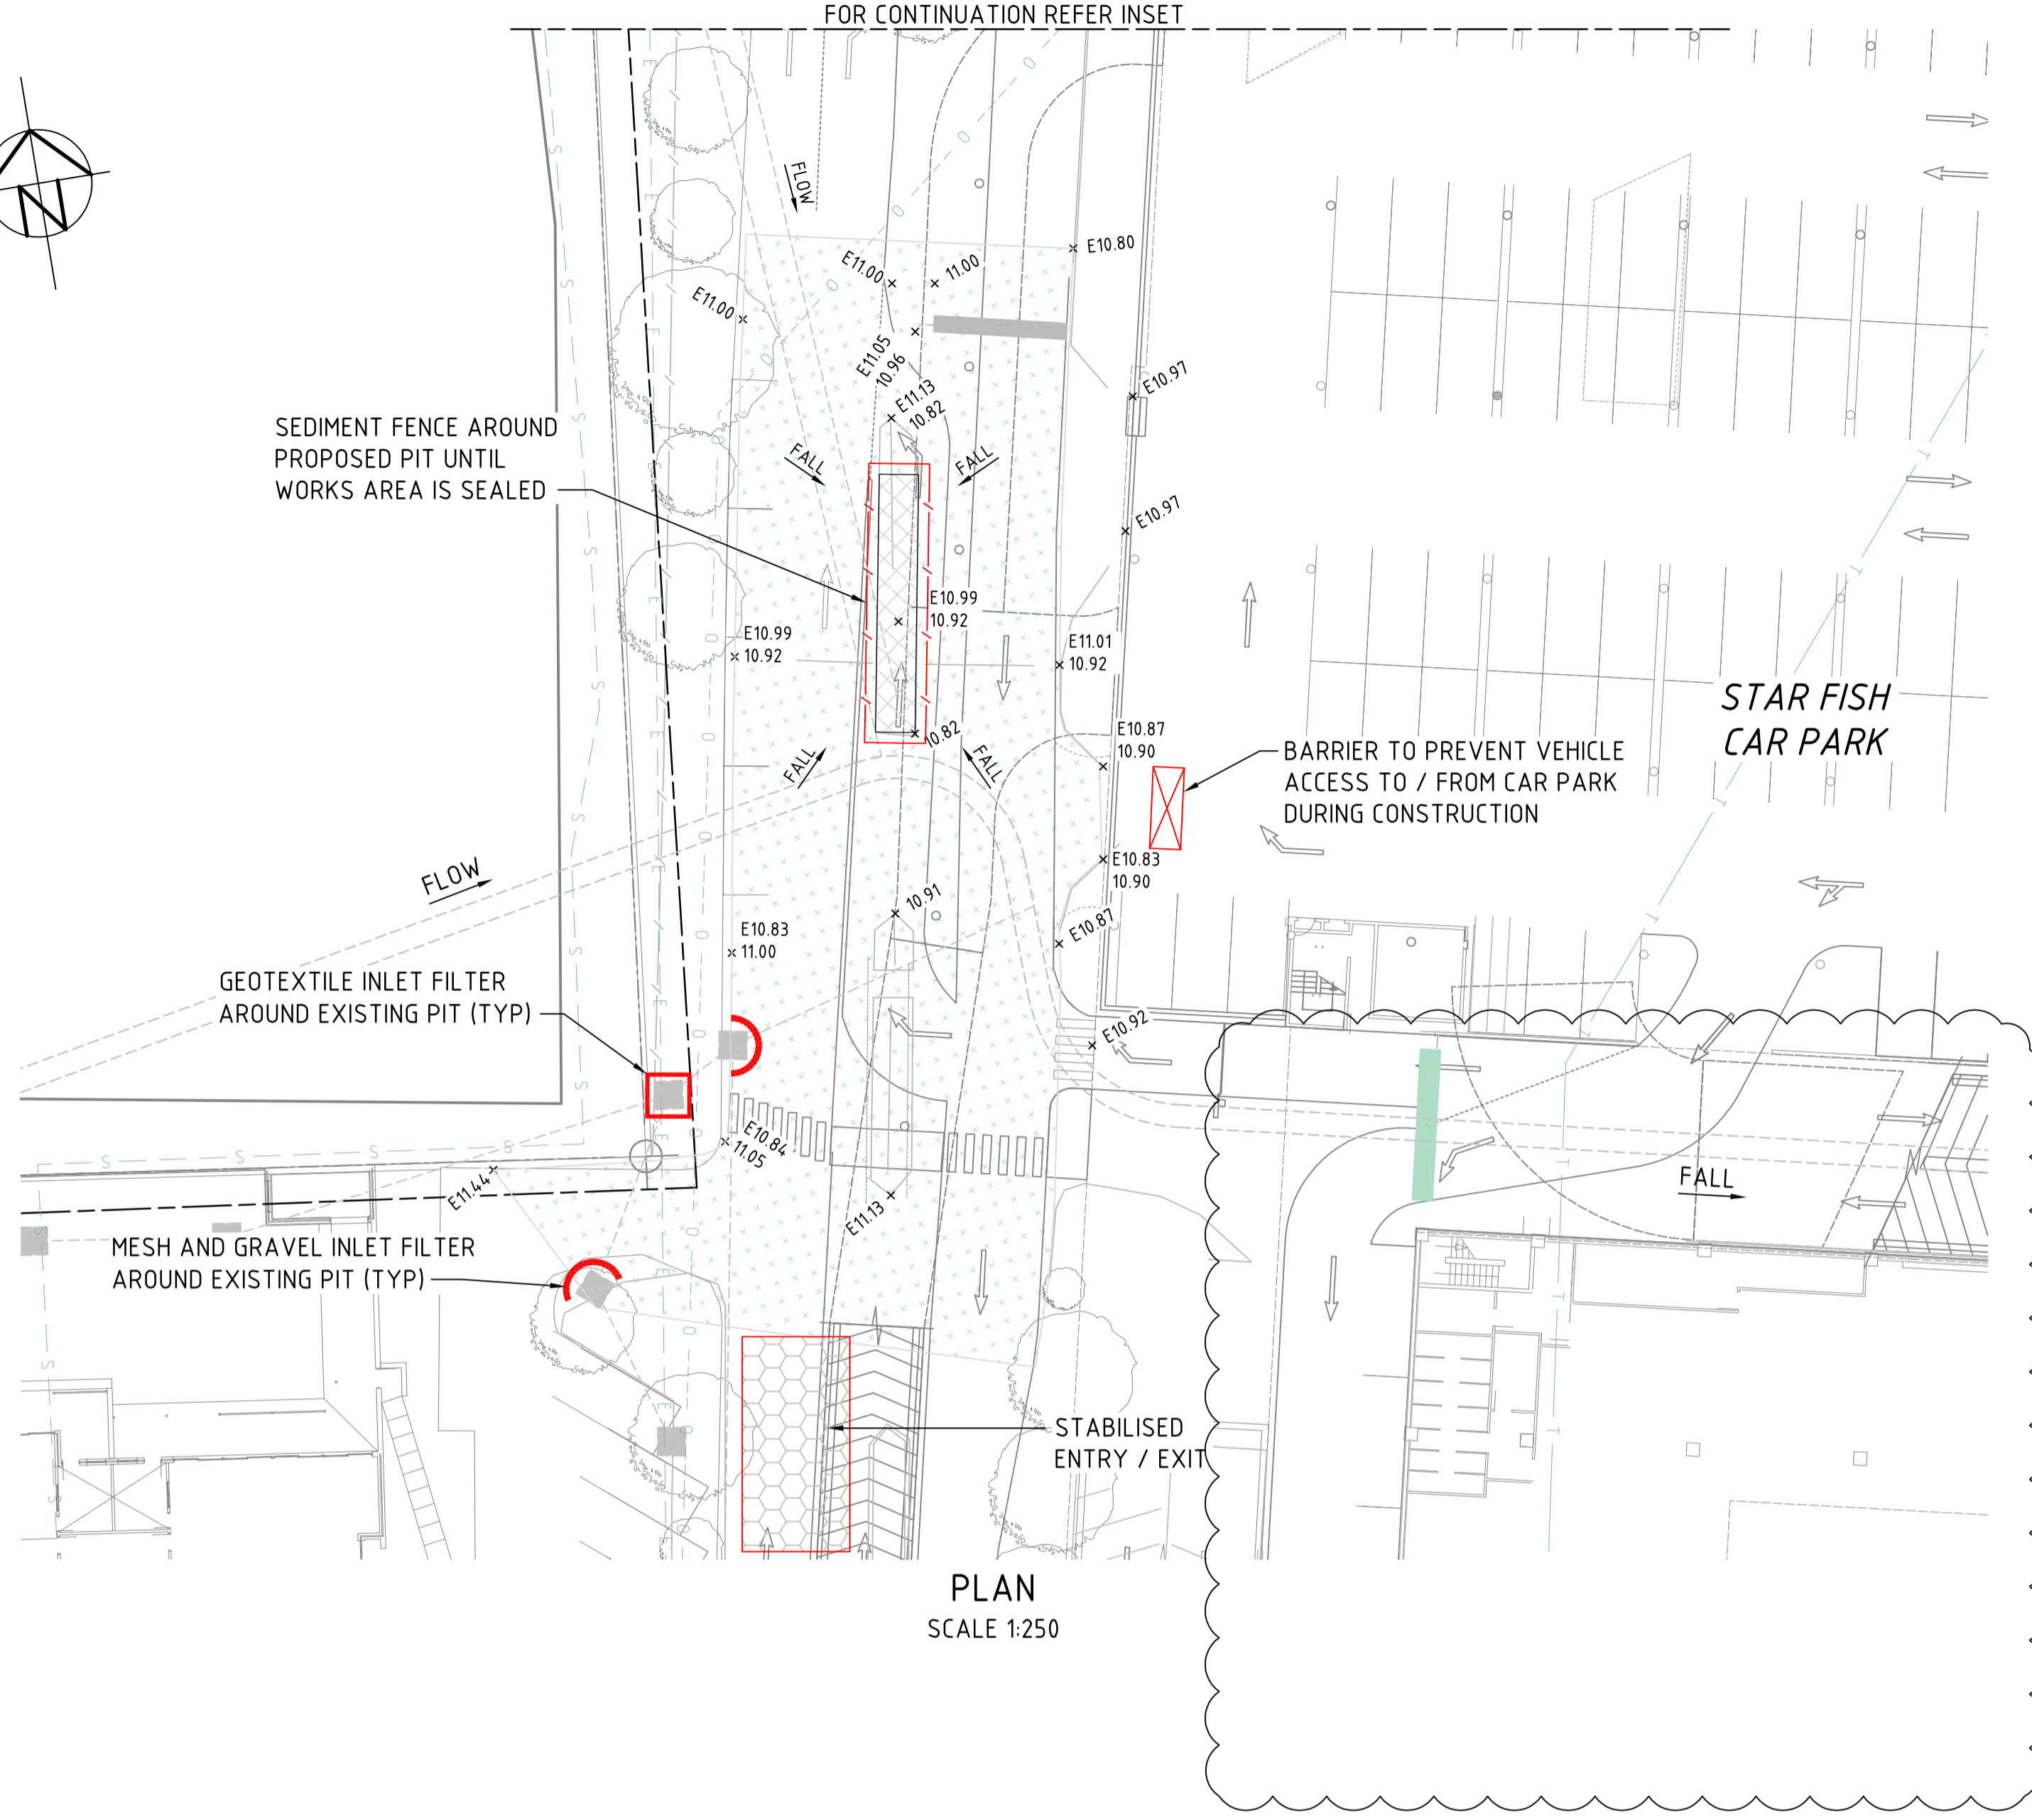 FOR CONTINUATION REFER INSET
N
FLOW
E10.80
E11.00
11.00
E11.00
E11.05
10.96
E10.97
E11.13
10.82
SEDIMENT FENCE AROUND
PROPOSED PIT UNTIL
WORKS AREA IS SEALED
FALL
FALL
E10.97
E10.99
10.92
E10.99
10.92
E11.01
10.92
STAR FISH
CAR PARK
10.82
E10.87
10.90
FALL
FALL
BARRIER TO PREVENT VEHICLE
ACCESS TO / FROM CAR PARK
DURING CONSTRUCTION
FLOW
E10.83
10.90
10.91
E10.87
E10.83
11.00
GEOTEXTILE INLET FILTER
AROUND EXISTING PIT (TYP)
E10.92
E10.84
11.05
E11.44
E11.13
FALL
MESH AND GRAVEL INLET FILTER
AROUND EXISTING PIT (TYP)
STABILISED
ENTRY / EXIT
PLAN
SCALE 1:250